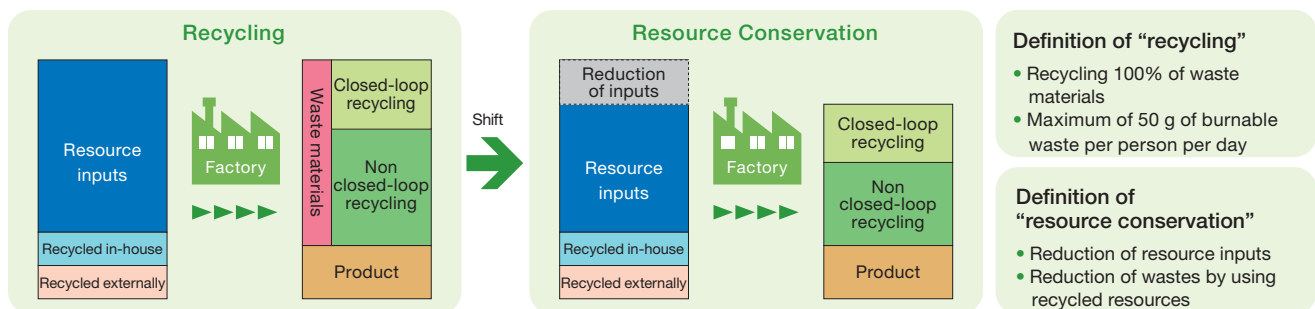 Recycling
Resource
inputs
Recycled in-house
Recycled externally
Factory
Waste materials
Closed-loop
recycling
Non
closed-loop
recycling
Product
Shift
Resource Conservation
Reduction
of inputs
Resource
inputs
Recycled in-house
Recycled externally
Factory
Closed-loop
recycling
Non
closed-loop
recycling
Product
Definition of “recycling”
• Recycling 100% of waste
materials
• Maximum of 50 g of burnable
waste per person per day
Definition of
“resource conservation”
• Reduction of resource inputs
• Reduction of wastes by using
recycled resources